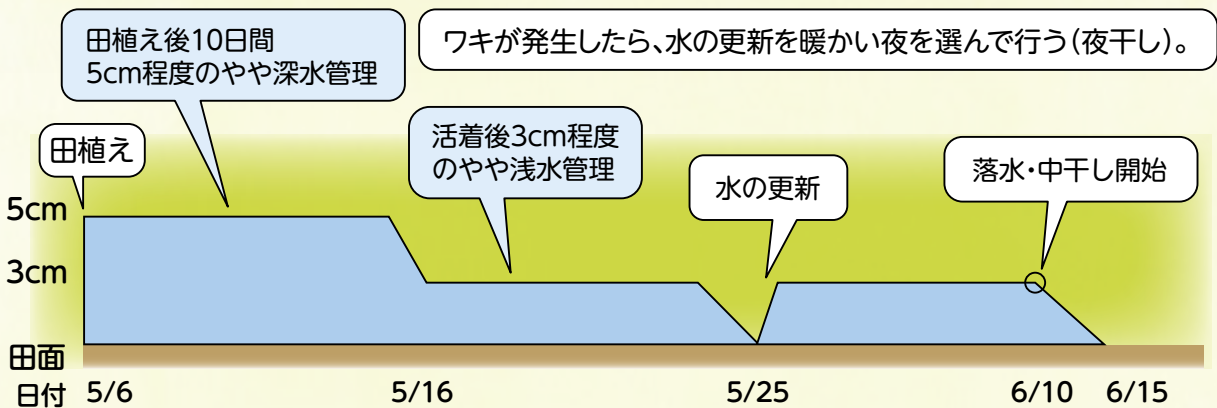 田植え後10日間
5cm程度のやや深水管理
ワキが発生したら、水の更新を暖かい夜を選んで行う(夜干し)。
田植え
活着後3cm程度
のやや浅水管理
水の更新
落水・中干し開始
5cm
3cm
田面
日付 5/6 5/16 5/25 6/10 6/15